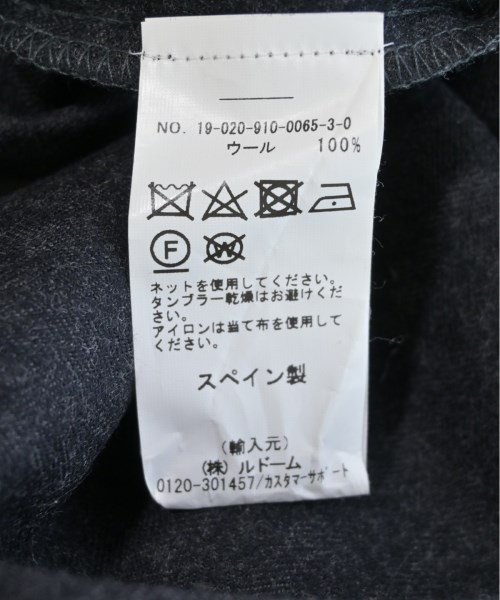 NO. 19-020-910-0065-3-0
ウール 100%
F W
ネットを使用してください。
タンブラー乾燥はお避けくだ
さい。
アイロンは当て布を使用して
ください。
スペイン製
(輸入元)
(株) ルドーム
0120-301457/カスタマーサポート